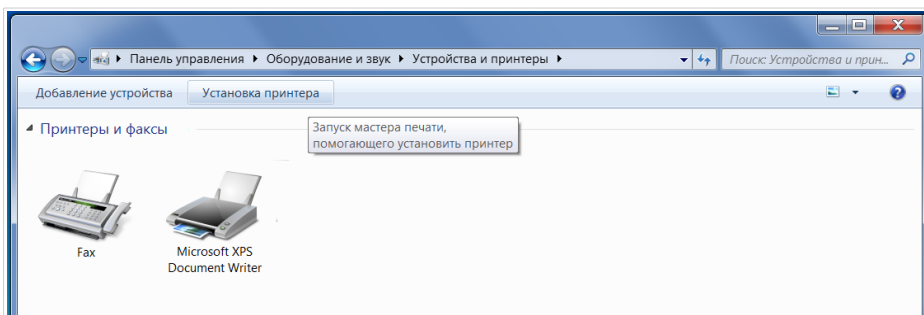 Панель управления Оборудование и звук Устройства и принтеры Поиск: Устройства и прин...
Добавление устройства Установка принтера
Принтеры и факсы
Запуск мастера печати,
помогающего установить принтер
Fax
Microsoft XPS
Document Writer